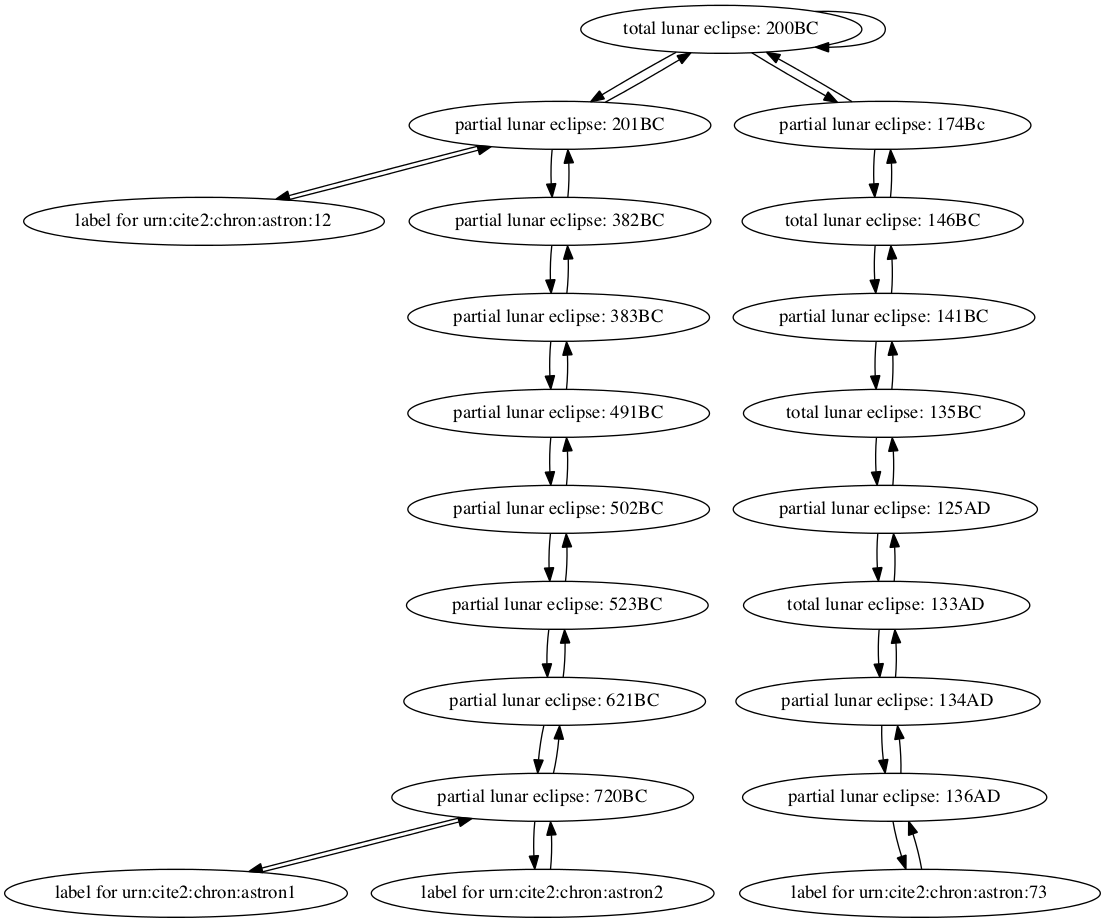 total lunar eclipse: 200BC
partial lunar eclipse: 201BC
partial lunar eclipse: 174Bc
label for urn:cite2:chron:astron:12
partial lunar eclipse: 382BC
total lunar eclipse: 146BC
partial lunar eclipse: 383BC
partial lunar eclipse: 141BC
partial lunar eclipse: 491BC
total lunar eclipse: 135BC
partial lunar eclipse: 502BC
partial lunar eclipse: 125AD
partial lunar eclipse: 523BC
total lunar eclipse: 133AD
partial lunar eclipse: 621BC
partial lunar eclipse: 134AD
partial lunar eclipse: 720BC
partial lunar eclipse: 136AD
label for urn:cite2:chron:astron1
label for urn:cite2:chron:astron2
label for urn:cite2:chron:astron:73